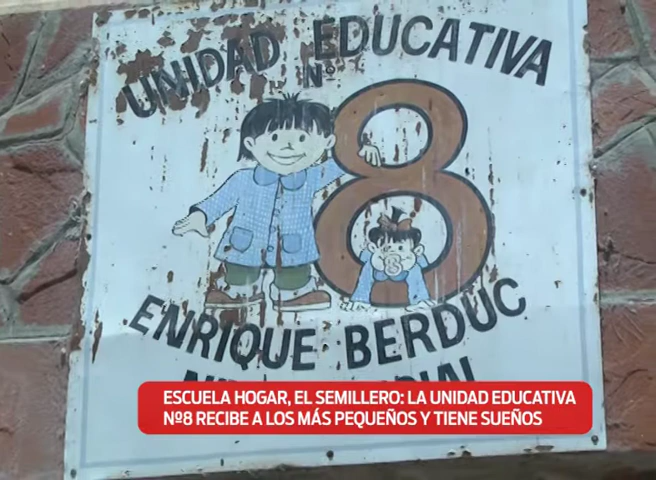 UNIDAD EDUCATIVA
Nº
8
ENRIQUE BERDUC
ESCUELA HOGAR, EL SEMILLERO: LA UNIDAD EDUCATIVA
Nº8 RECIBE A LOS MÁS PEQUEÑOS Y TIENE SUEÑOS